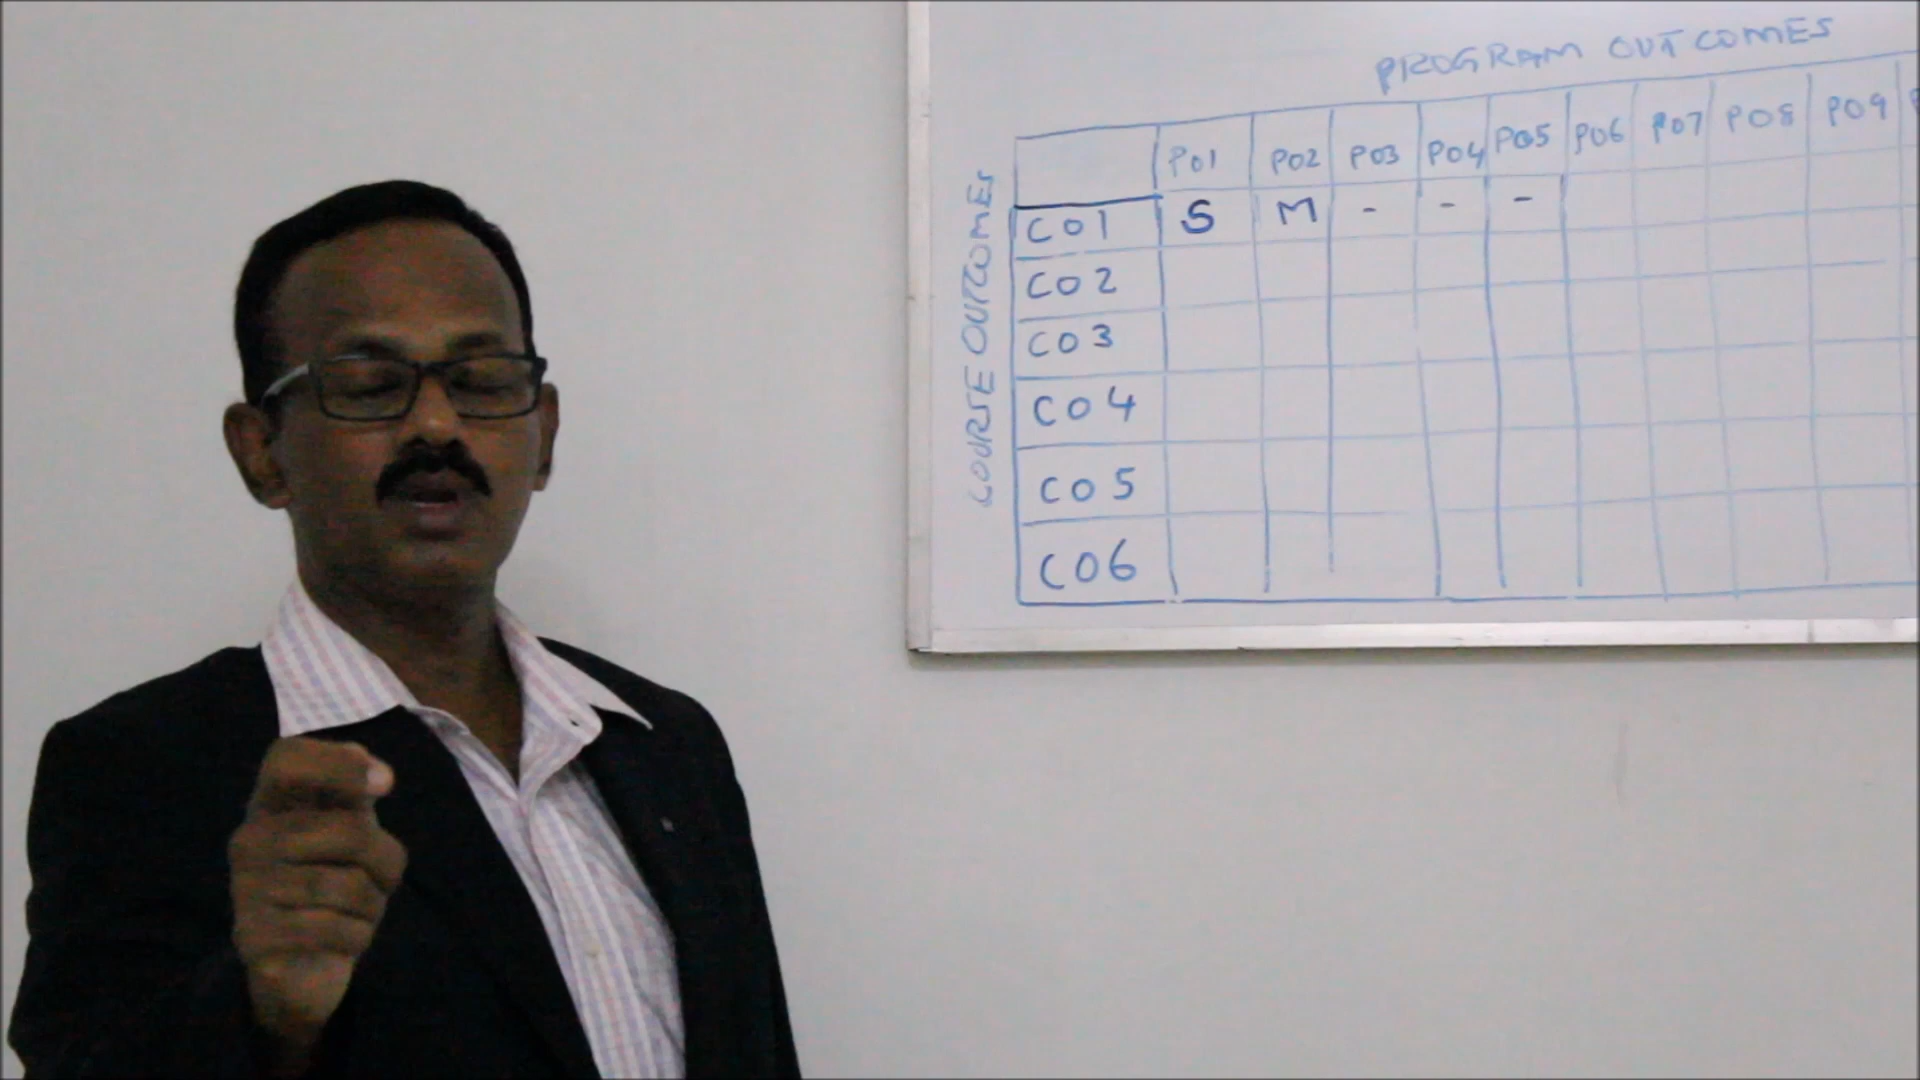 PROGRAM OUTCOMES
PO1 PO2 PO3 PO4 PO5 PO6 PO7 PO8 PO9
COURSE OUTCOMES
CO1 S M - - -
CO2
CO3
CO4
CO5
CO6